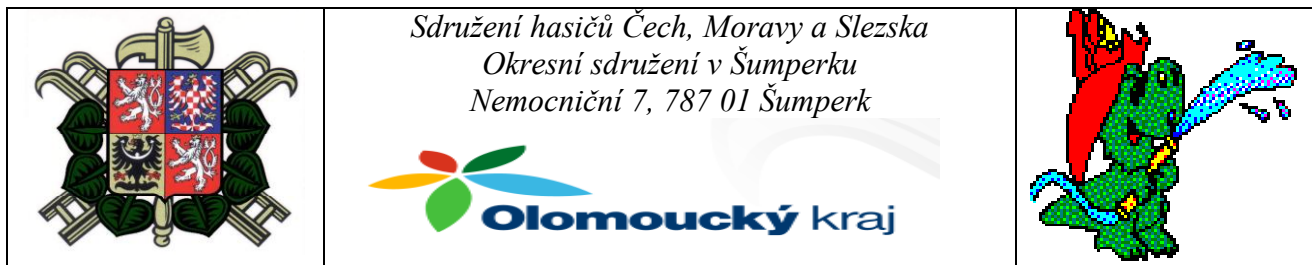 Sdružení hasičů Čech, Moravy a Slezska
Okresní sdružení v Šumperku
Nemocniční 7, 787 01 Šumperk
Olomoucký kraj